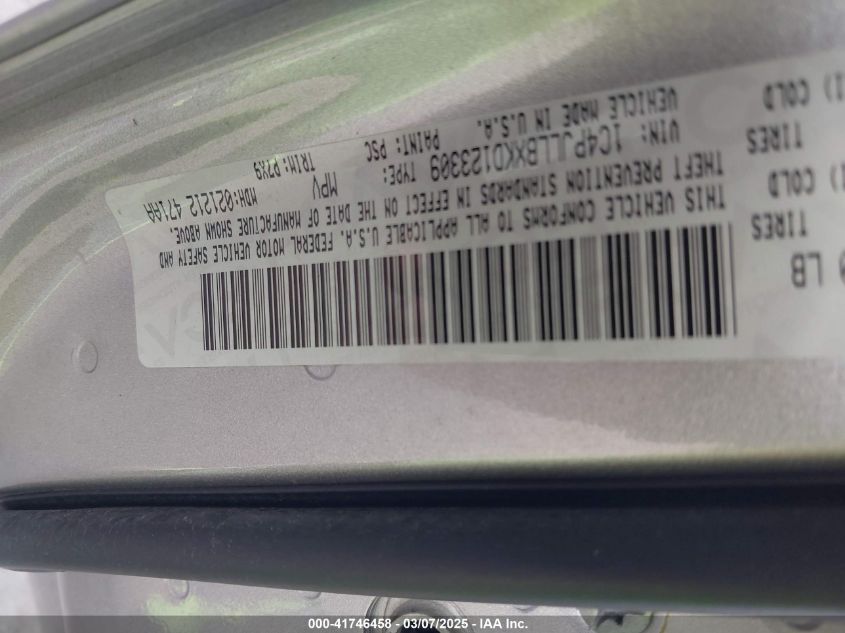 LB
TIRES
COLD
TIRES
COLD
THIS VEHICLE CONFORMS TO ALL APPLICABLE U.S.A. FEDERAL MOTOR VEHICLE SAFETY AND
THEFT PREVENTION STANDARDS IN EFFECT ON THE DATE OF MANUFACTURE SHOWN ABOVE.
VIN: 1C4PJLLBXKD123309 TYPE: MPV MDH:021212 471AA
VEHICLE MADE IN U.S.A. PAINT: PSC TRIM:
000-41746458 - 03/07/2025 - IAA Inc.